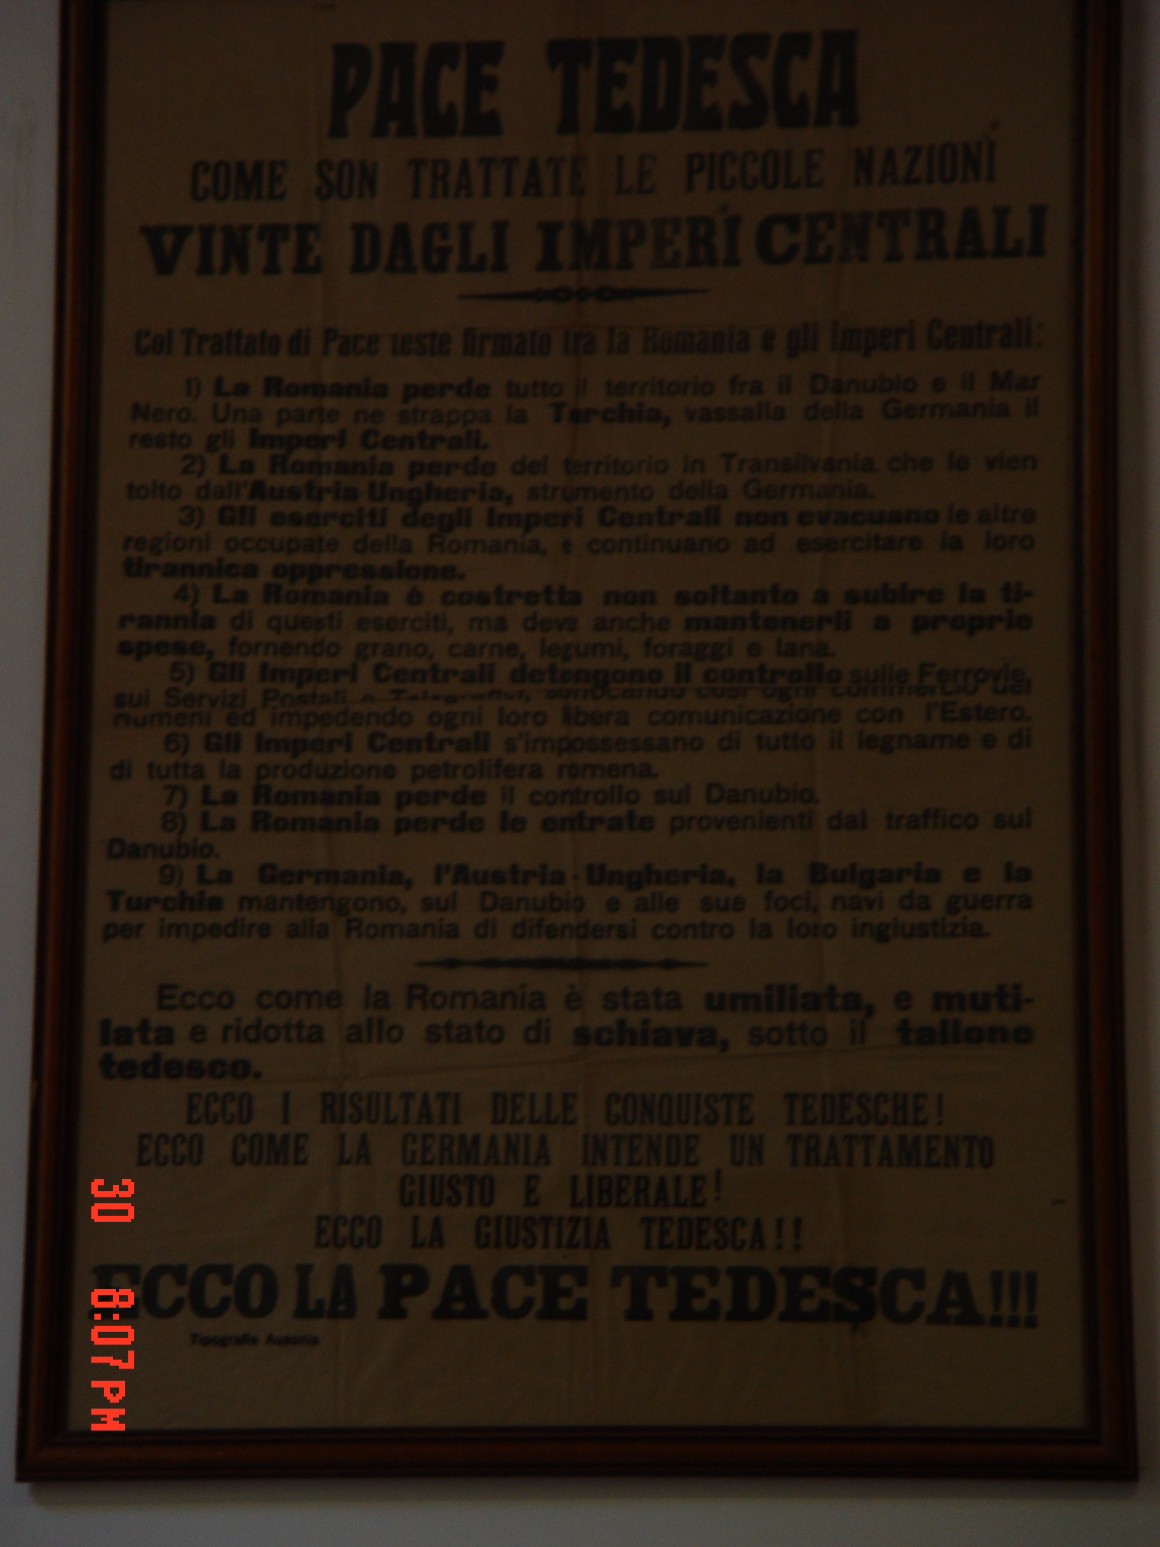 PACE TEDESCA
COME SON TRATTATE LE PICCOLE NAZIONI
VINTE DAGLI IMPERÎ CENTRALI
Col Trattato di Pace teste firmato tra la Romania e gli Imperi Centrali:
1) La Romania perde tutto il territorio fra il Danubio e il Mar
Nero. Una parte ne strappa la Turchia, vassalla della Germania il
resto gli Imperi Centrali.
2) La Romania perde del territorio in Transilvania. che le vien
tolto dall'Austria-Ungheria, strumento della Germania.
3) Gli eserciti degli Imperi Centrali non evacuano le altre
regioni occupate della Romania, e continuano ad esercitare la loro
tirannica oppressione.
4) La Romania è costretta non soltanto a subire la ti-
rannia di questi eserciti, ma deve anche mantenerli a proprie
spese, fornendo grano, carne, legumi, foraggi e lana.
5) Gli Imperi Centrali detengono il controllo sulle Ferrovie,
sui Servizi Postali e Telegrafici, soffocando così ogni commercio dei
rumeni ed impedendo ogni loro libera comunicazione con l'Estero.
6) Gli Imperi Centrali s'impossessano di tutto il legname e di
di tutta la produzione petrolifera romena.
7) La Romania perde il controllo sul Danubio.
8) La Romania perde le entrate provenienti dal traffico sul
Danubio.
9) La Germania, l'Austria-Ungheria, la Bulgaria e la
Turchia mantengono, sul Danubio e alle sue foci, navi da guerra
per impedire alla Romania di difendersi contro la loro ingiustizia.
Ecco come la Romania è stata umiliata, e muti-
lata e ridotta allo stato di schiava, sotto il tallone
tedesco.
ECCO I RISULTATI DELLE CONQUISTE TEDESCHE!
ECCO COME LA GERMANIA INTENDE UN TRATTAMENTO
GIUSTO E LIBERALE!
ECCO LA GIUSTIZIA TEDESCA!!
ECCO LA PACE TEDESCA!!!
Tipografia Ausonia
30 8:07 PM